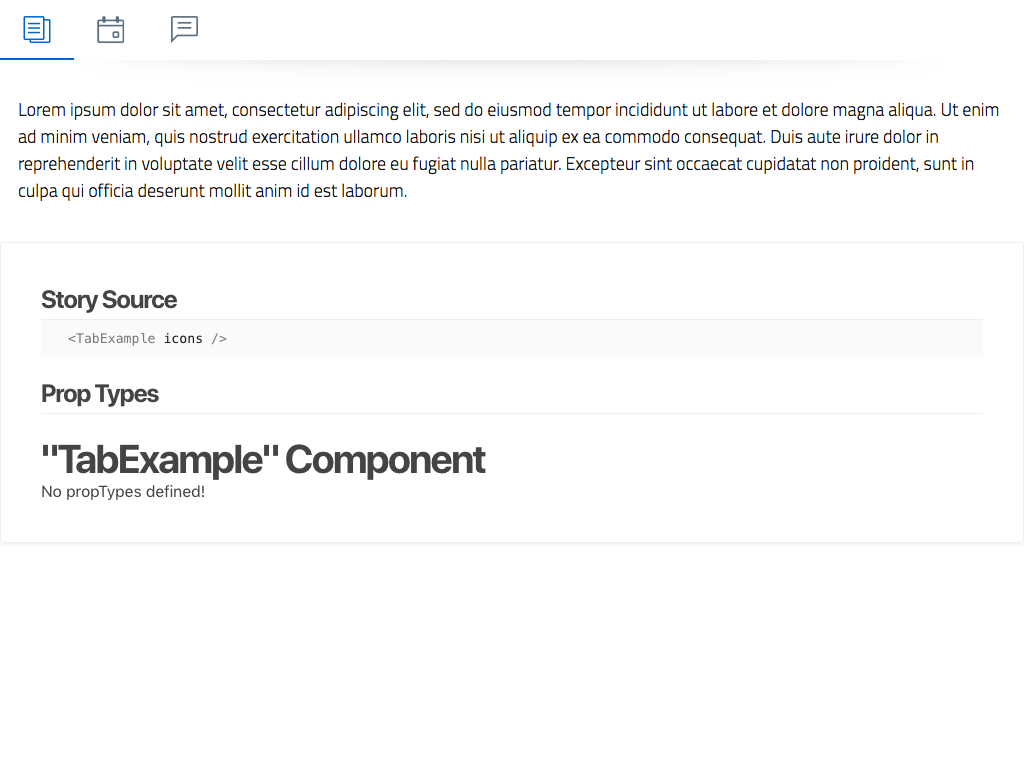 Lorem ipsum dolor sit amet, consectetur adipiscing elit, sed do eiusmod tempor incididunt ut labore et dolore magna aliqua. Ut enim
ad minim veniam, quis nostrud exercitation ullamco laboris nisi ut aliquip ex ea commodo consequat. Duis aute irure dolor in
reprehenderit in voluptate velit esse cillum dolore eu fugiat nulla pariatur. Excepteur sint occaecat cupidatat non proident, sunt in
culpa qui officia deserunt mollit anim id est laborum.
Story Source
<TabExample icons />
Prop Types
"TabExample" Component
No propTypes defined!